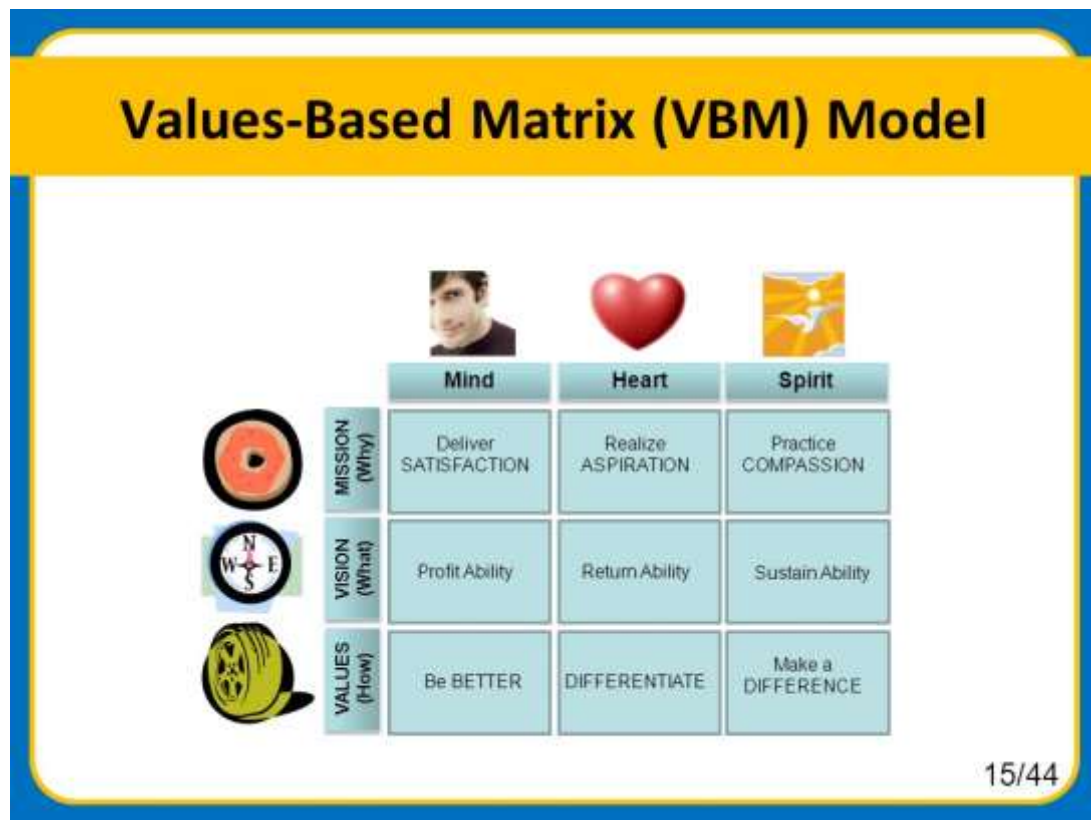 Values-Based Matrix (VBM) Model
Mind
Heart
Spirit
MISSION
(Why)
Deliver
SATISFACTION
Realize
ASPIRATION
Practice
COMPASSION
N
W E
S
VISION
(What)
Profit Ability
Return Ability
Sustain Ability
VALUES
(How)
Be BETTER
DIFFERENTIATE
Make a
DIFFERENCE
15/44